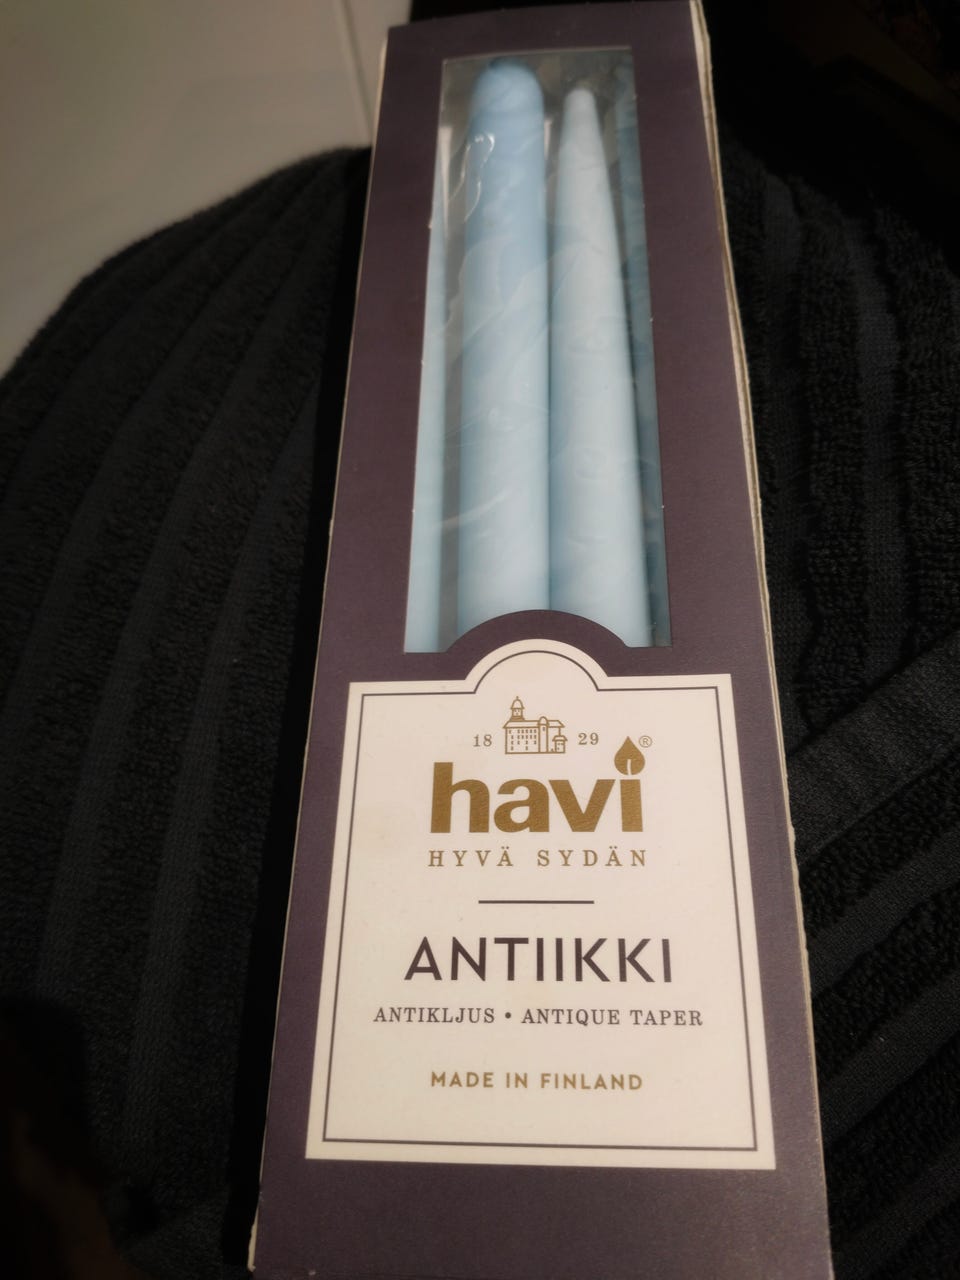 18 29
havi®
HYVÄ SYDÄN
ANTIIKKI
ANTIKLJUS • ANTIQUE TAPER
MADE IN FINLAND